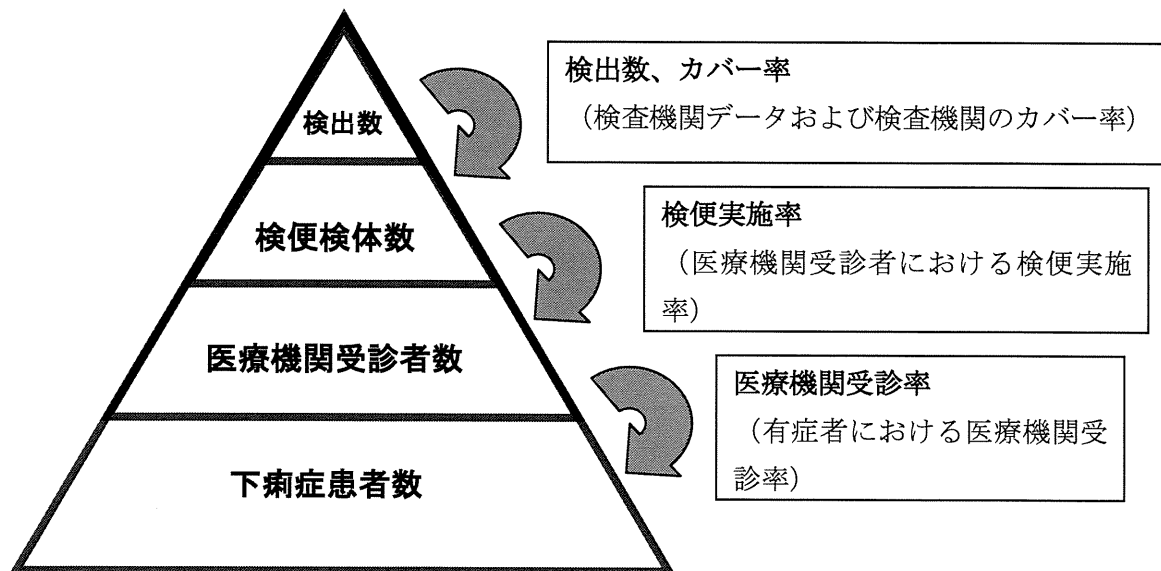 検出数
検便検体数
医療機関受診者数
下痢症患者数
検出数、カバー率
（検査機関データおよび検査機関のカバー率）
検便実施率
（医療機関受診者における検便実施
率）
医療機関受診率
（有症者における医療機関受
診率）